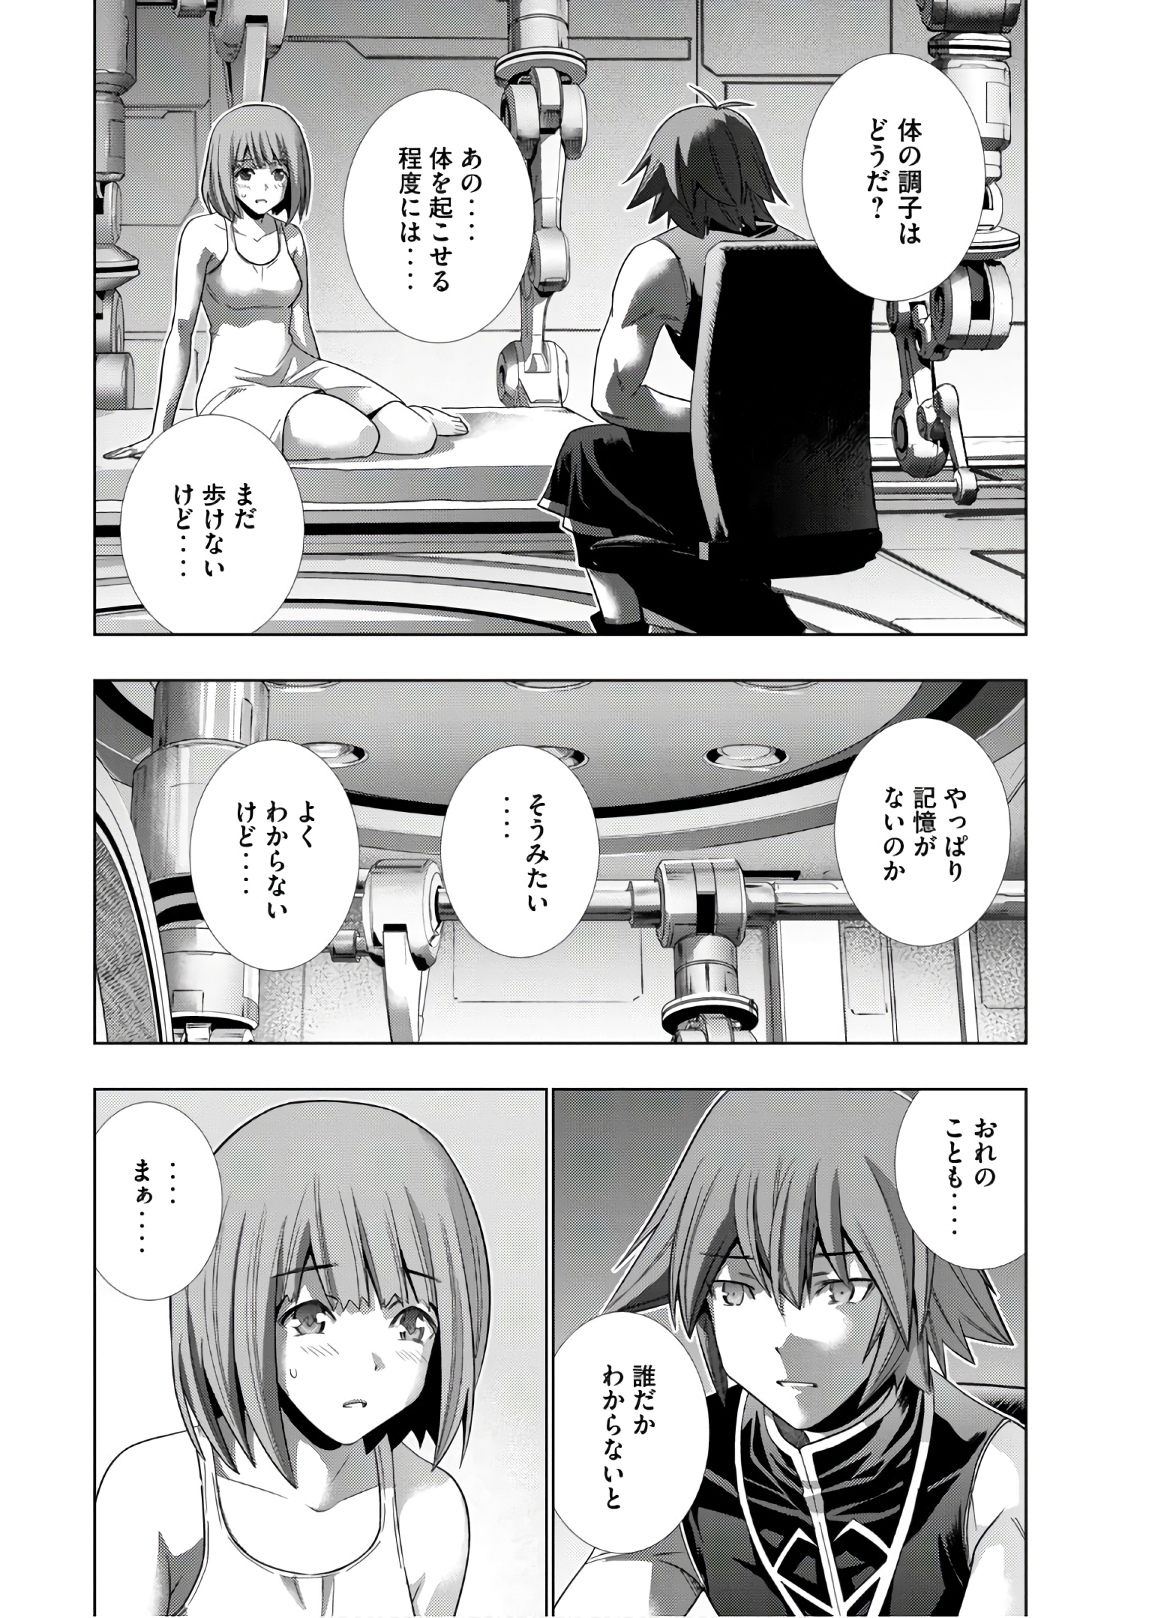 体の調子は
どうだ？
あの‥‥
体を起こせる
程度には‥‥
まだ
歩けない
けど‥‥
やっぱり
記憶が
ないのか
そうみたい
‥‥
よく
わからない
けど‥‥
おれの
ことも‥‥
誰だか
わからないと
‥‥
まぁ‥‥